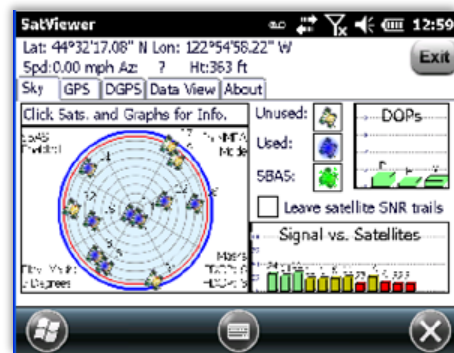 SatViewer 12:59
Lat: 44°32'17.08" N Lon: 122°54'58.22" W
Spd:0.00 mph Az: ? Ht:363 ft
Exit
Sky GPS DGPS Data View About
Click Sats. and Graphs for Info.
Unused:
Used:
SBAS:
DOPs
Leave satellite SNR trails
Signal vs. Satellites